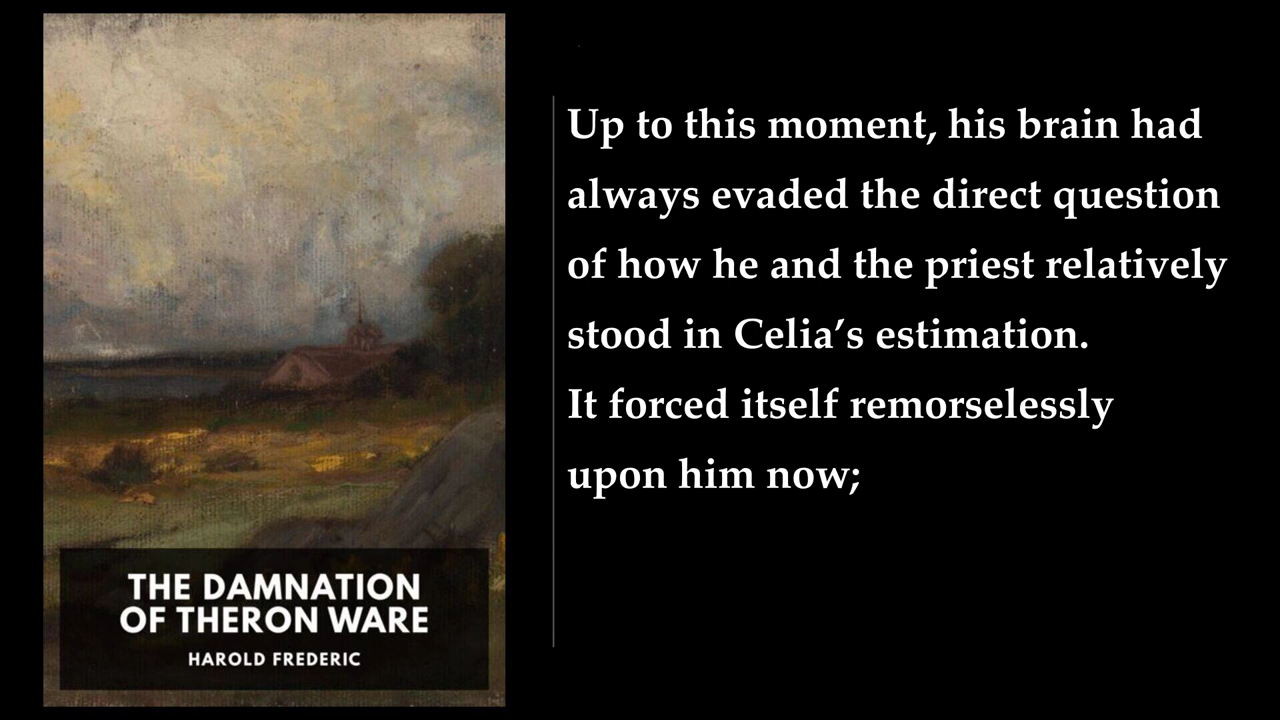 THE DAMNATION
OF THERON WARE
HAROLD FREDERIC
Up to this moment, his brain had
always evaded the direct question
of how he and the priest relatively
stood in Celia’s estimation.
It forced itself remorselessly
upon him now;